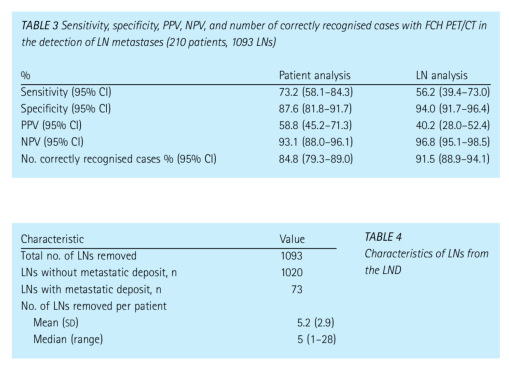 TABLE 3 Sensitivity, specificity, PPV, NPV, and number of correctly recognised cases with FCH PET/CT in
the detection of LN metastases (210 patients, 1093 LNs)
% Patient analysis LN analysis
Sensitivity (95% CI) 73.2 (58.1–84.3) 56.2 (39.4–73.0)
Specificity (95% CI) 87.6 (81.8–91.7) 94.0 (91.7–96.4)
PPV (95% CI) 58.8 (45.2–71.3) 40.2 (28.0–52.4)
NPV (95% CI) 93.1 (88.0–96.1) 96.8 (95.1–98.5)
No. correctly recognised cases % (95% CI) 84.8 (79.3–89.0) 91.5 (88.9–94.1)
Characteristic Value
Total no. of LNs removed 1093
LNs without metastatic deposit, n 1020
LNs with metastatic deposit, n 73
No. of LNs removed per patient
Mean (SD) 5.2 (2.9)
Median (range) 5 (1–28)
TABLE 4
Characteristics of LNs from
the LND